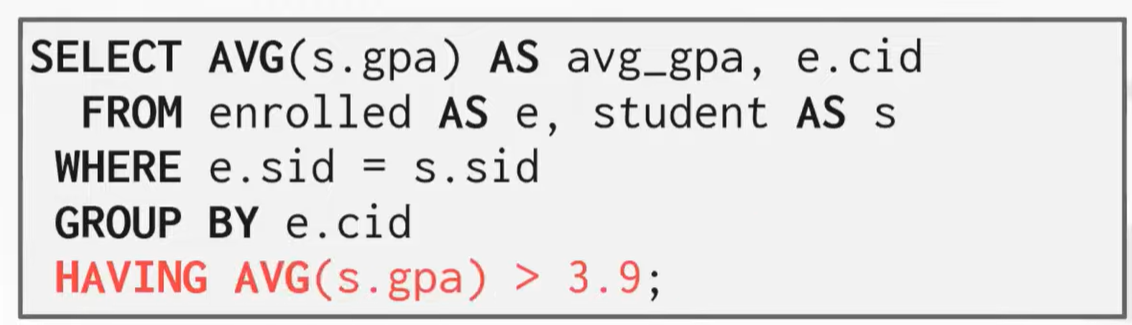 SELECT AVG(s.gpa) AS avg_gpa, e.cid
FROM enrolled AS e, student AS s
WHERE e.sid = s.sid
GROUP BY e.cid
HAVING AVG(s.gpa) > 3.9;